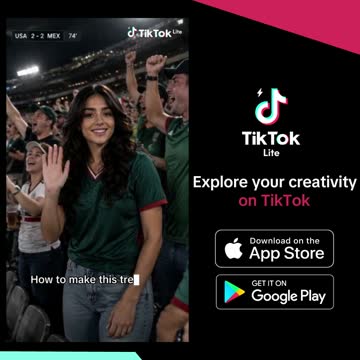 USA 2-2 MEX 74'
TikTok Lite
How to make this tre
TikTok
Lite
Explore your creativity
on TikTok
Download on the
App Store
GET IT ON
Google Play